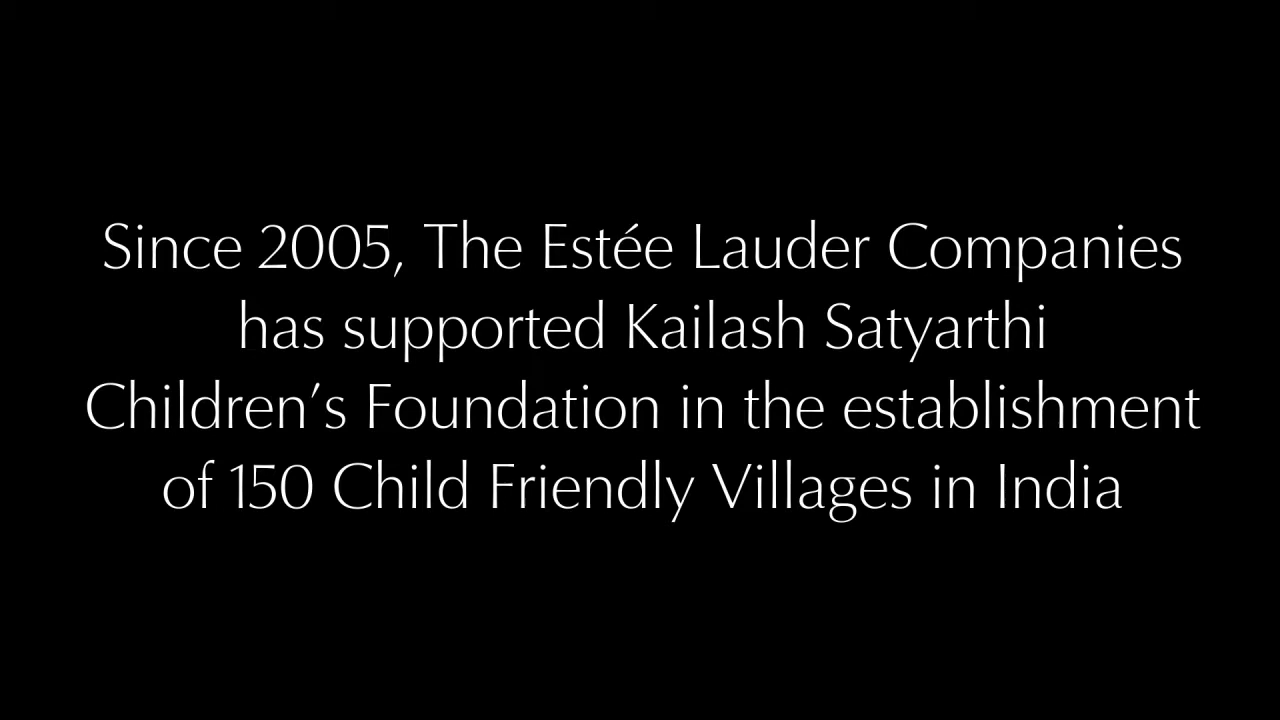 Since 2005, The Estée Lauder Companies
has supported Kailash Satyarthi
Children’s Foundation in the establishment
of 150 Child Friendly Villages in India